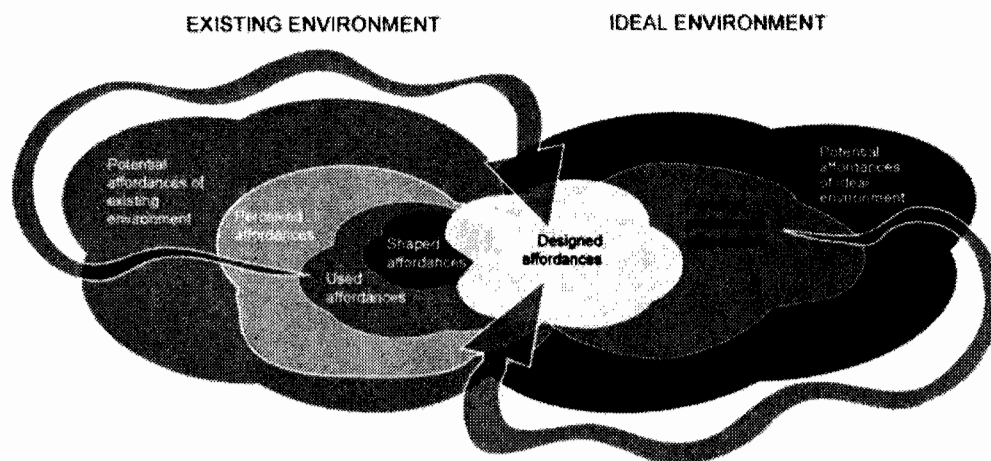 EXISTING ENVIRONMENT
IDEAL ENVIRONMENT
Potential
affordances of
existing
environment
Perceived
affordances
Used
affordances
Shaped
affordances
Designed
affordances
Potential
affordances
of ideal
environment